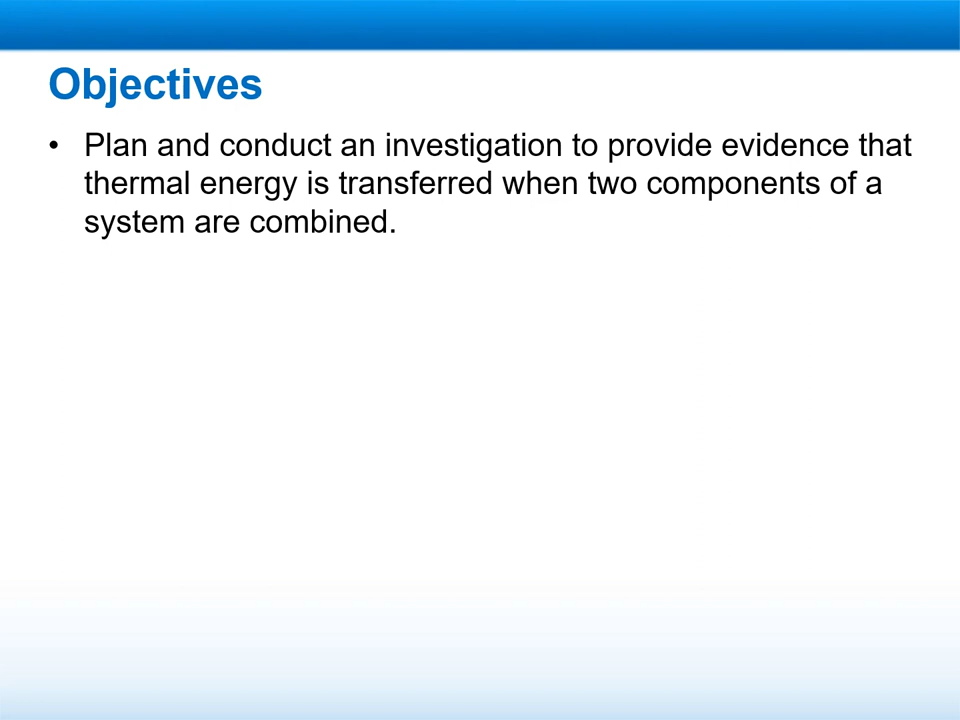 Objectives
• Plan and conduct an investigation to provide evidence that
thermal energy is transferred when two components of a
system are combined.